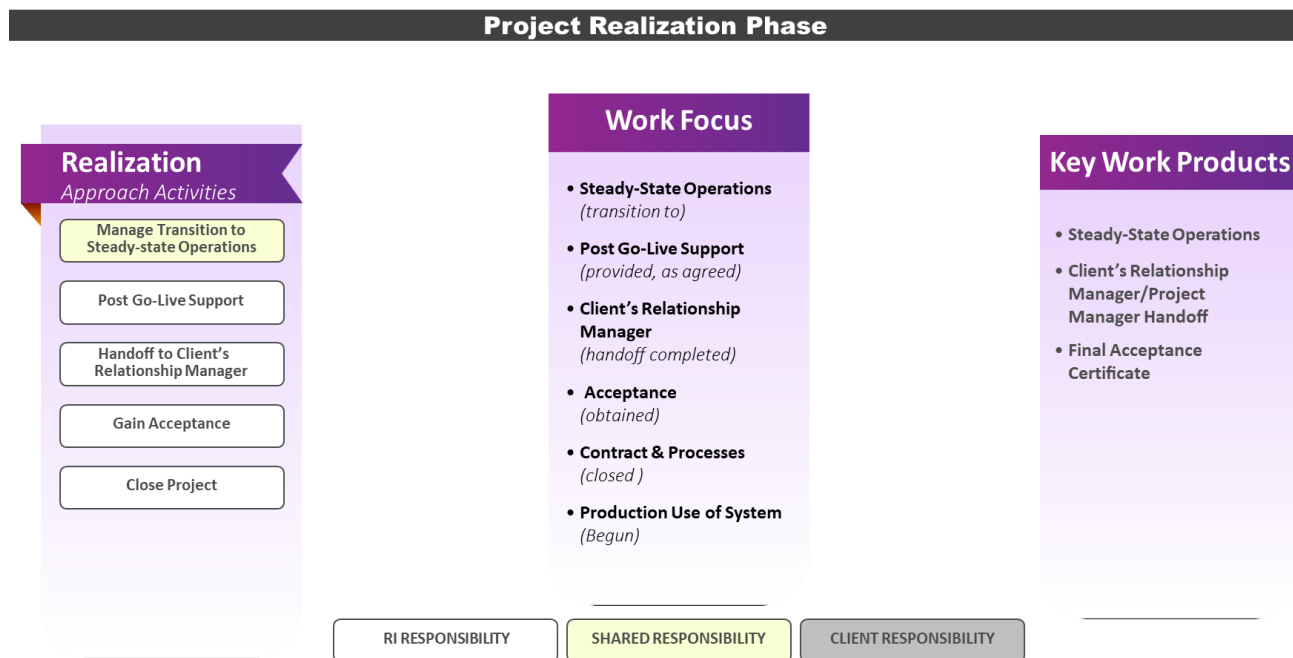 Project Realization Phase
Realization
Approach Activities
Manage Transition to
Steady-state Operations
Post Go-Live Support
Handoff to Client's
Relationship Manager
Gain Acceptance
Close Project
Work Focus
• Steady-State Operations
(transition to)
• Post Go-Live Support
(provided, as agreed)
• Client's Relationship
Manager
(handoff completed)
• Acceptance
(obtained)
• Contract & Processes
(closed )
• Production Use of System
(Begun)
Key Work Products
• Steady-State Operations
• Client's Relationship
Manager/Project
Manager Handoff
• Final Acceptance
Certificate
RI RESPONSIBILITY
SHARED RESPONSIBILITY
CLIENT RESPONSIBILITY